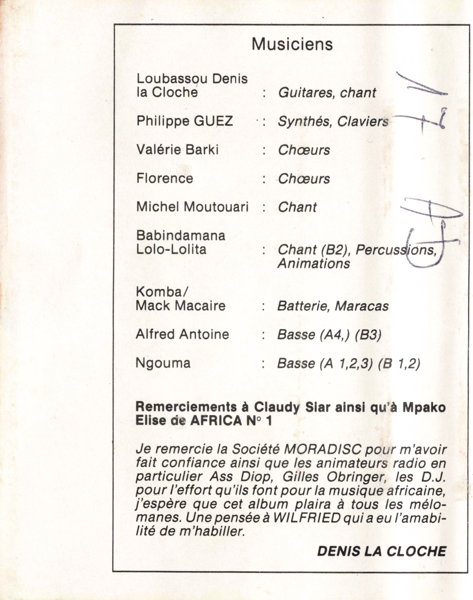 Musiciens
Loubassou Denis
la Cloche : Guitares, chant
Philippe GUEZ : Synthés, Claviers
Valérie Barki : Chœurs
Florence : Chœurs
Michel Moutouari : Chant
Babindamana
Lolo-Lolita : Chant (B2), Percussions,
Animations
Komba/
Mack Macaire : Batterie, Maracas
Alfred Antoine : Basse (A4,) (B3)
Ngouma : Basse (A 1,2,3) (B 1,2)
Remerciements à Claudy Siar ainsi qu'à Mpako
Elise de AFRICA N° 1
Je remercie la Société MORADISC pour m'avoir
fait confiance ainsi que les animateurs radio en
particulier Ass Diop, Gilles Obringer, les D.J.
pour l'effort qu'ils font pour la musique africaine,
j'espère que cet album plaira à tous les mélo-
manes. Une pensée à WILFRIED qui a eu l'amabi-
lité de m'habiller.
DENIS LA CLOCHE